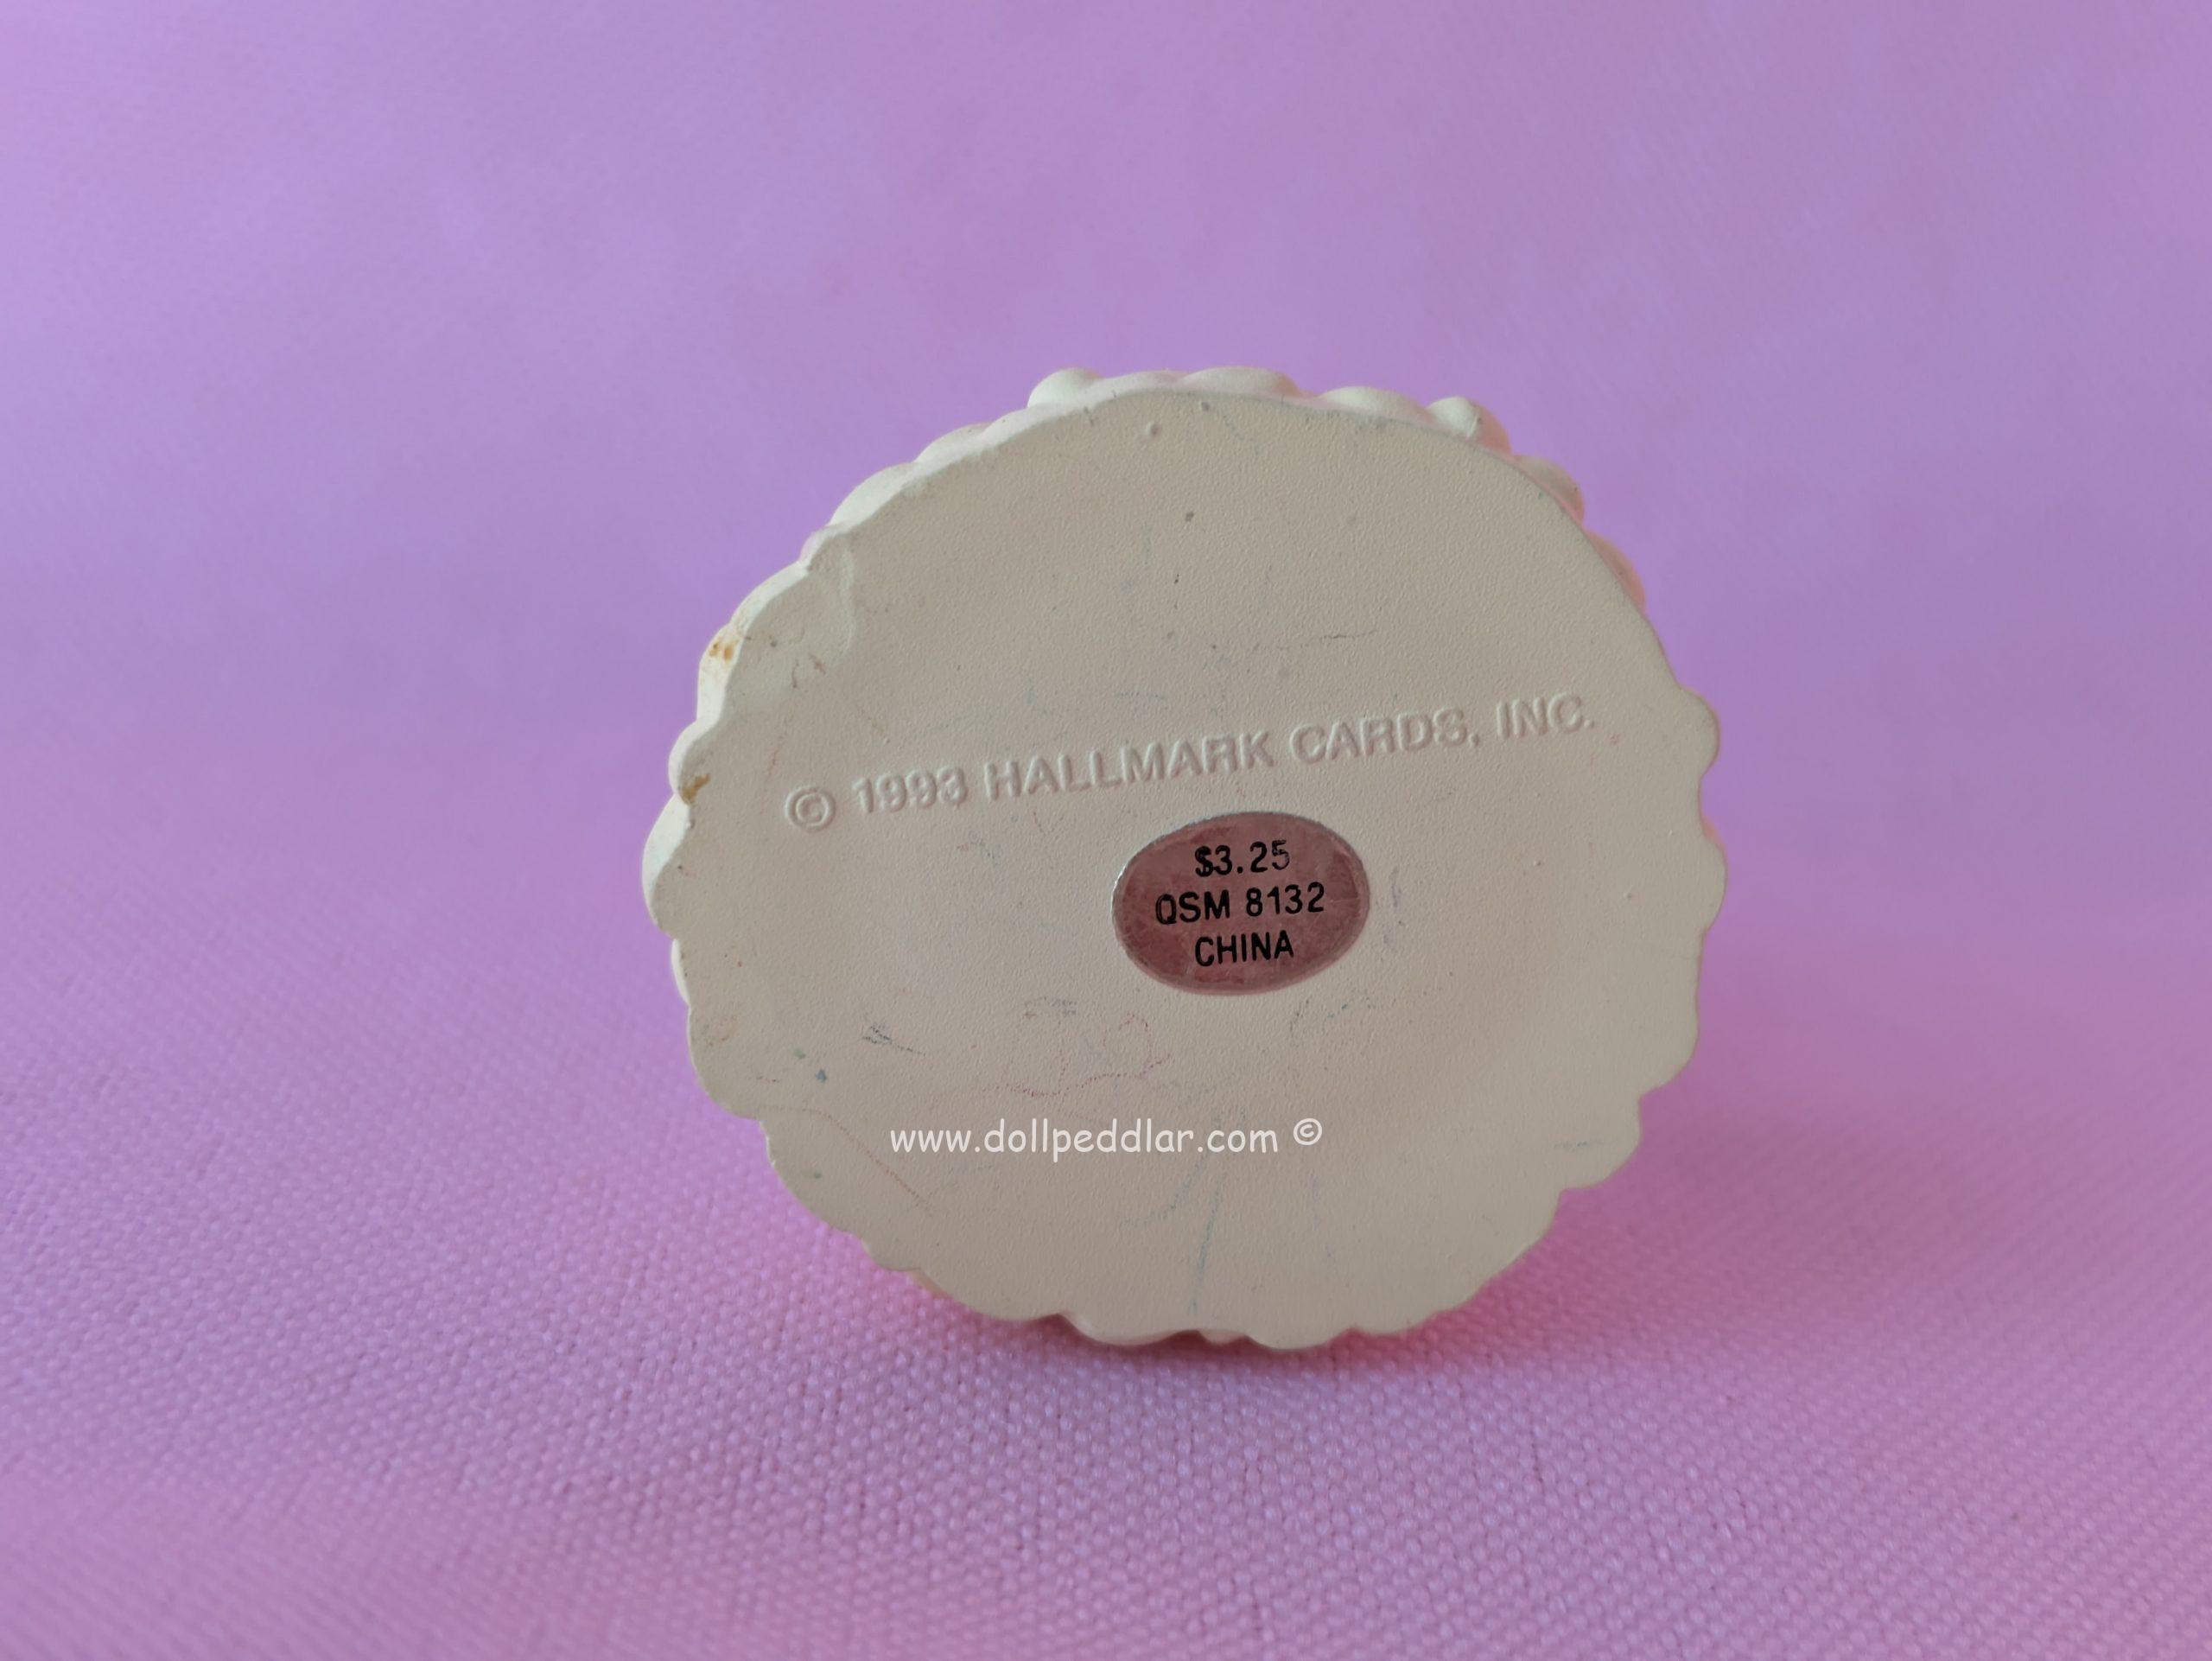 © 1993 HALLMARK CARDS, INC.
$3.25
QSM 8132
CHINA
www.dollpeddlar.com ©